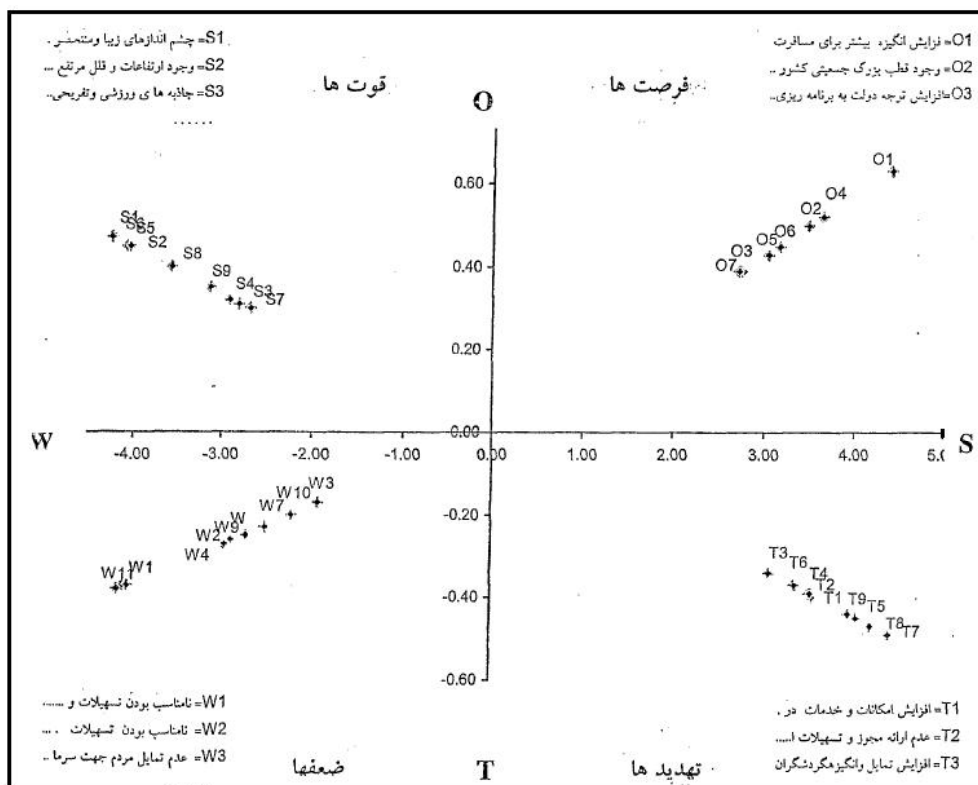 S1= چشم اندازهای زیبا ومنحصر .
S2= وجود ارتفاعات و قلل مرتفع ...
S3= جاذبه ها ی ورزشی وتفریحی..
......
قوت ها
O
فرصت ها
O1= فزایش انگیزه بیشتر برای مسافرت
O2= وجود قطب بزرگ جمعیتی کشور ..
O3=افزایش توجه دولت به برنامه ریزی..
0.60
0.40
0.20
0.00
S1
S6
S5
S2
S8
S9
S4
S3
S7
O1
O4
O2
O6
O5
O3
O7
W
-4.00 -3.00 -2.00 -1.00 0.00 1.00 2.00 3.00 4.00
S
-0.20
-0.40
-0.60
W3
W10
W7
W
W9
W2
W4
W1
W11
T3
T6
T4
T2
T1
T9
T5
T8
T7
W1= نامناسب بودن تسهیلات و ......
W2= نامناسب بودن تسهیلات . ...
W3= عدم تمایل مردم جهت سرما ..
ضعفها
T
تهدید ها
T1= افزایش امکانات و خدمات در .
T2= عدم ارائه مجوز و تسهیلات ا.....
T3= افزایش تمایل وانگیزهگردشگران